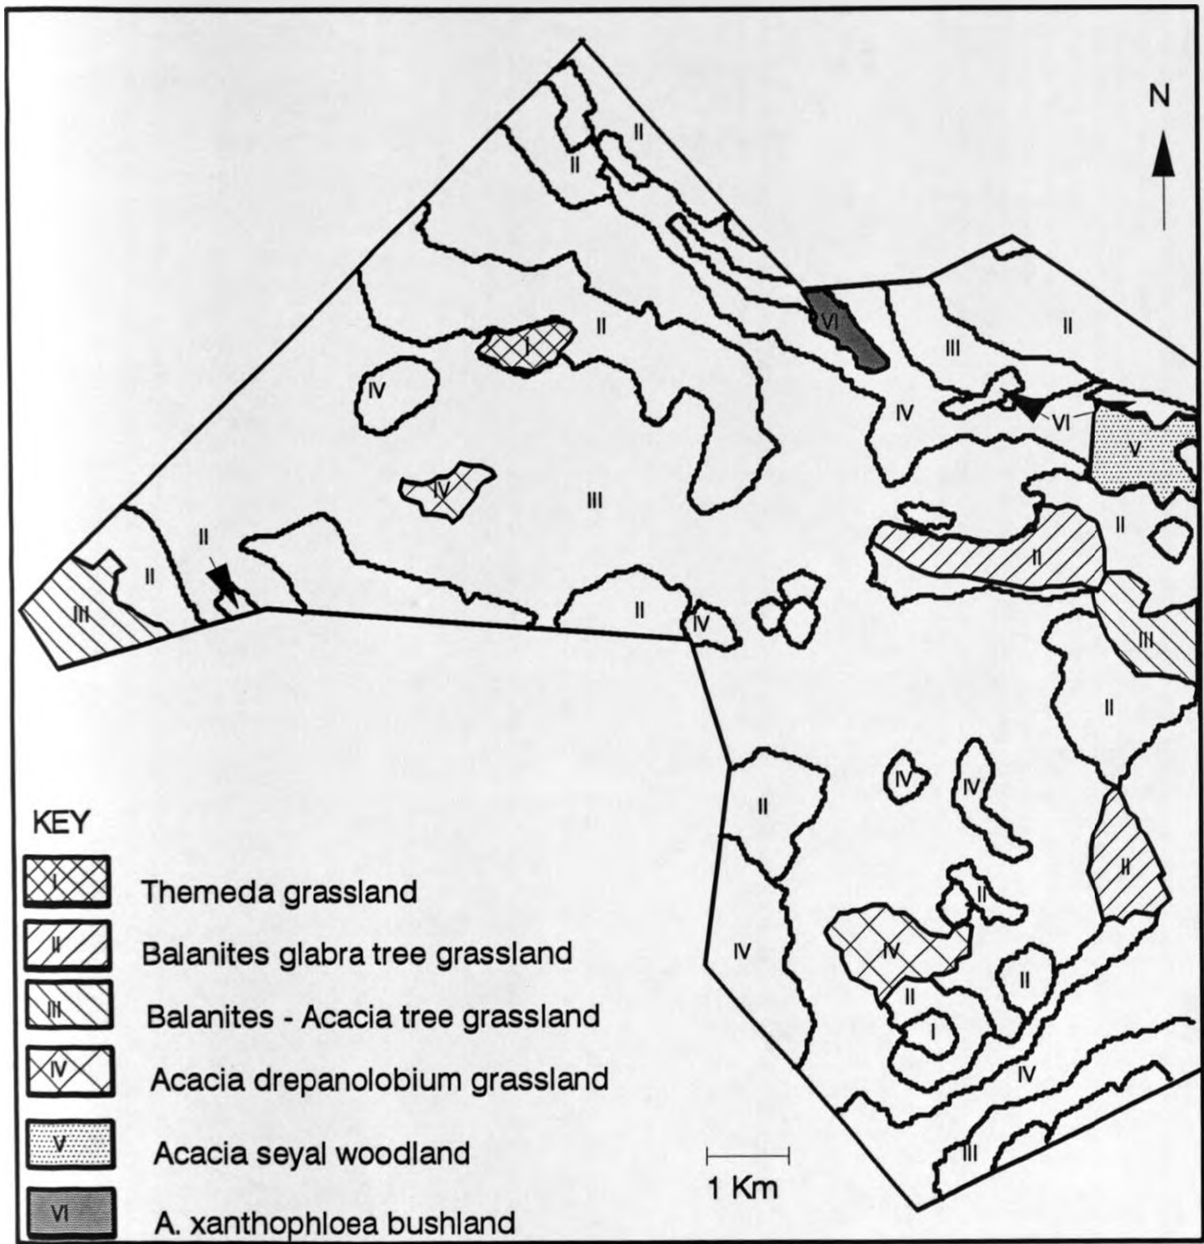 II
N
II
II
VI
II
I
III
IV
IV
VI
V
IV
III
II
II
II
II
III
II
IV
III
II
IV
IV
II
II
II
IV
IV
II
II
I
IV
III
KEY
I Themeda grassland
II Balanites glabra tree grassland
III Balanites - Acacia tree grassland
IV Acacia drepanolobium grassland
V Acacia seyal woodland
VI A. xanthophloea bushland
1 Km